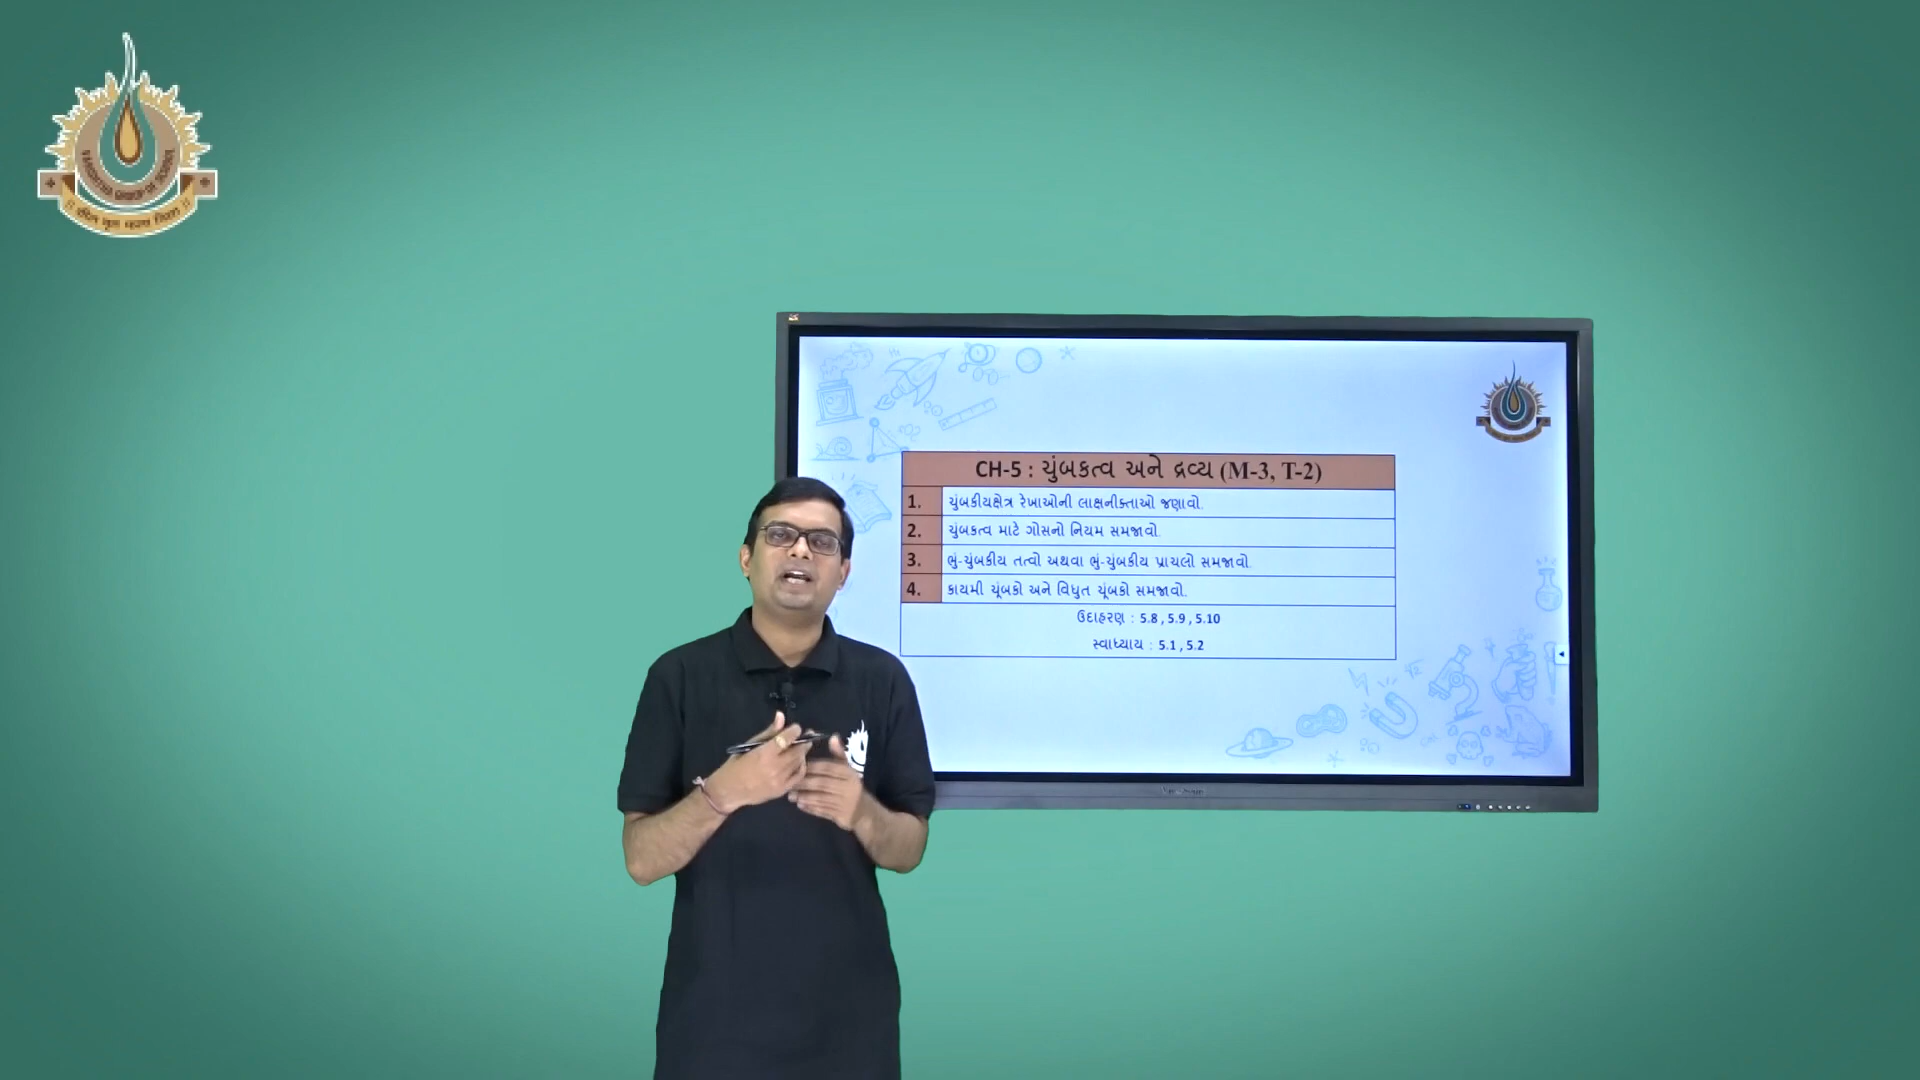 CH-5 : ચુંબકત્વ અને દ્રવ્ય (M-3, T-2)
1. ચુંબકીયક્ષેત્ર રેખાઓની લાક્ષનીકતાઓ જણાવો.
2. ચુંબકત્વ માટે ગોસનો નિયમ સમજાવો.
3. ભું-ચુંબકીય તત્વો અથવા ભું-ચુંબકીય પ્રાચલો સમજાવો.
4. કાયમી ચૂંબકો અને વિધુત ચૂંબકો સમજાવો.
ઉદાહરણ : 5.8 , 5.9 , 5.10
સ્વાધ્યાય : 5.1 , 5.2